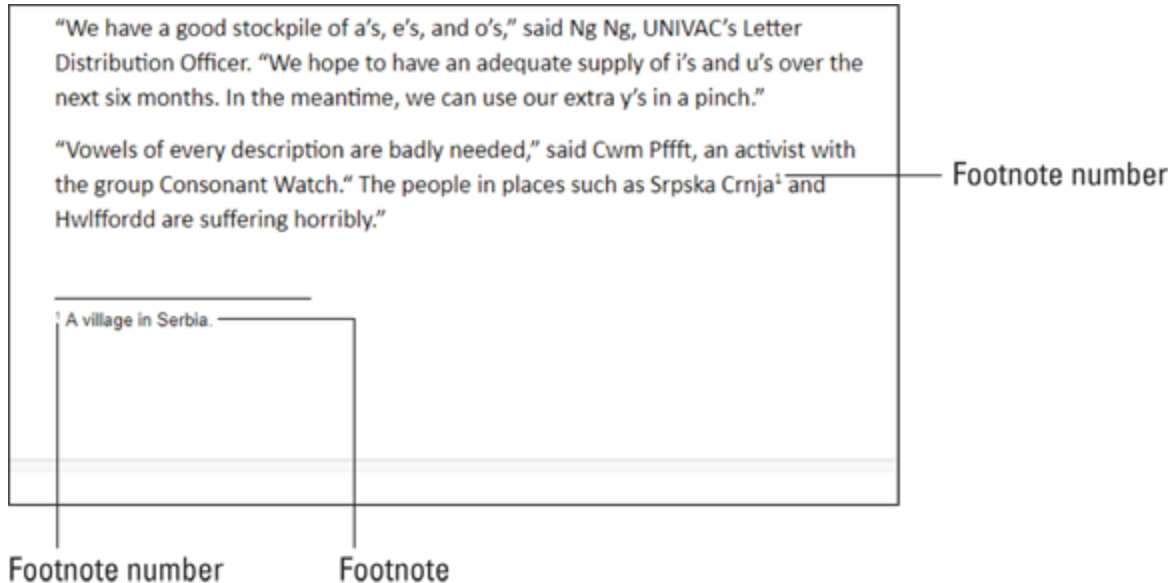 “We have a good stockpile of a’s, e’s, and o’s,” said Ng Ng, UNIVAC’s Letter
Distribution Officer. “We hope to have an adequate supply of i’s and u’s over the
next six months. In the meantime, we can use our extra y’s in a pinch.”
“Vowels of every description are badly needed,” said Cwm Pffft, an activist with
the group Consonant Watch.“ The people in places such as Srpska Crnja¹ and
Hwlffordd are suffering horribly.”
Footnote number
¹ A village in Serbia.
Footnote number
Footnote